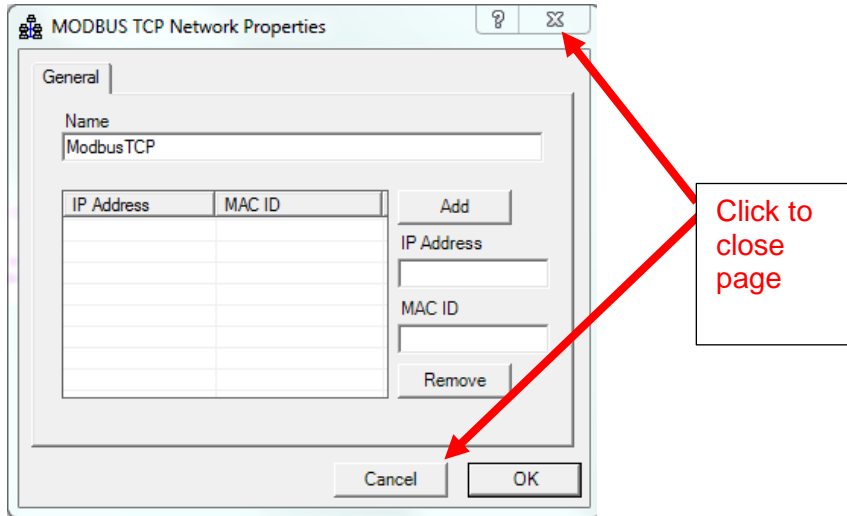 MODBUS TCP Network Properties
General
Name
ModbusTCP
IP Address MAC ID
Add
IP Address
MAC ID
Remove
Cancel OK
Click to
close
page